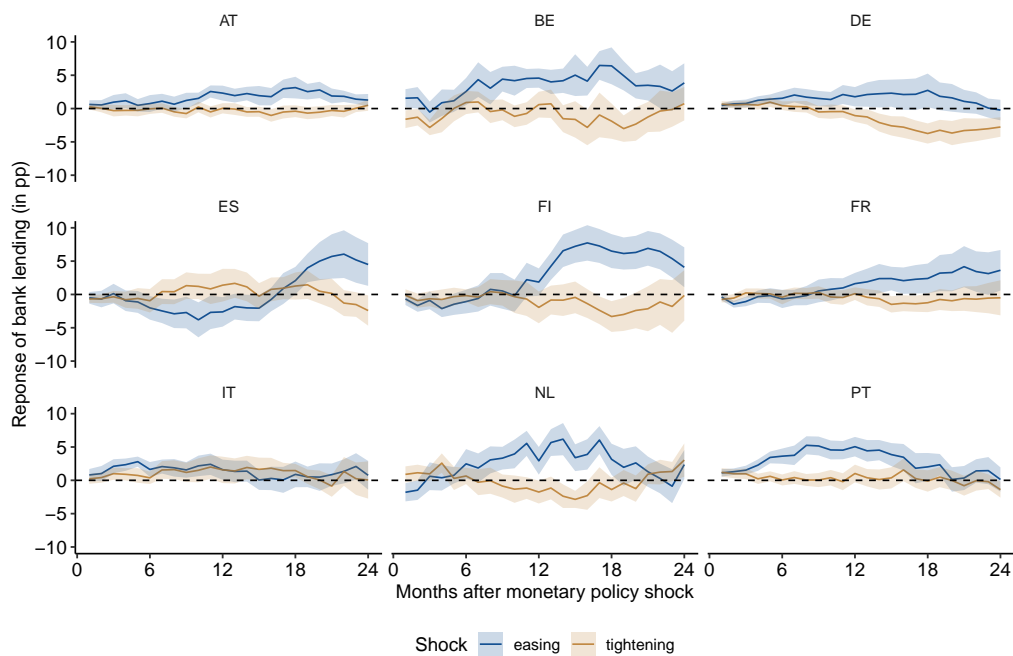 AT BE DE
10
5
0
−5
−10
ES FI FR
10
5
0
−5
−10
IT NL PT
10
5
0
−5
−10
0 6 12 18 24 0 6 12 18 24 0 6 12 18 24
Reponse of bank lending (in pp)
Months after monetary policy shock
Shock easing tightening